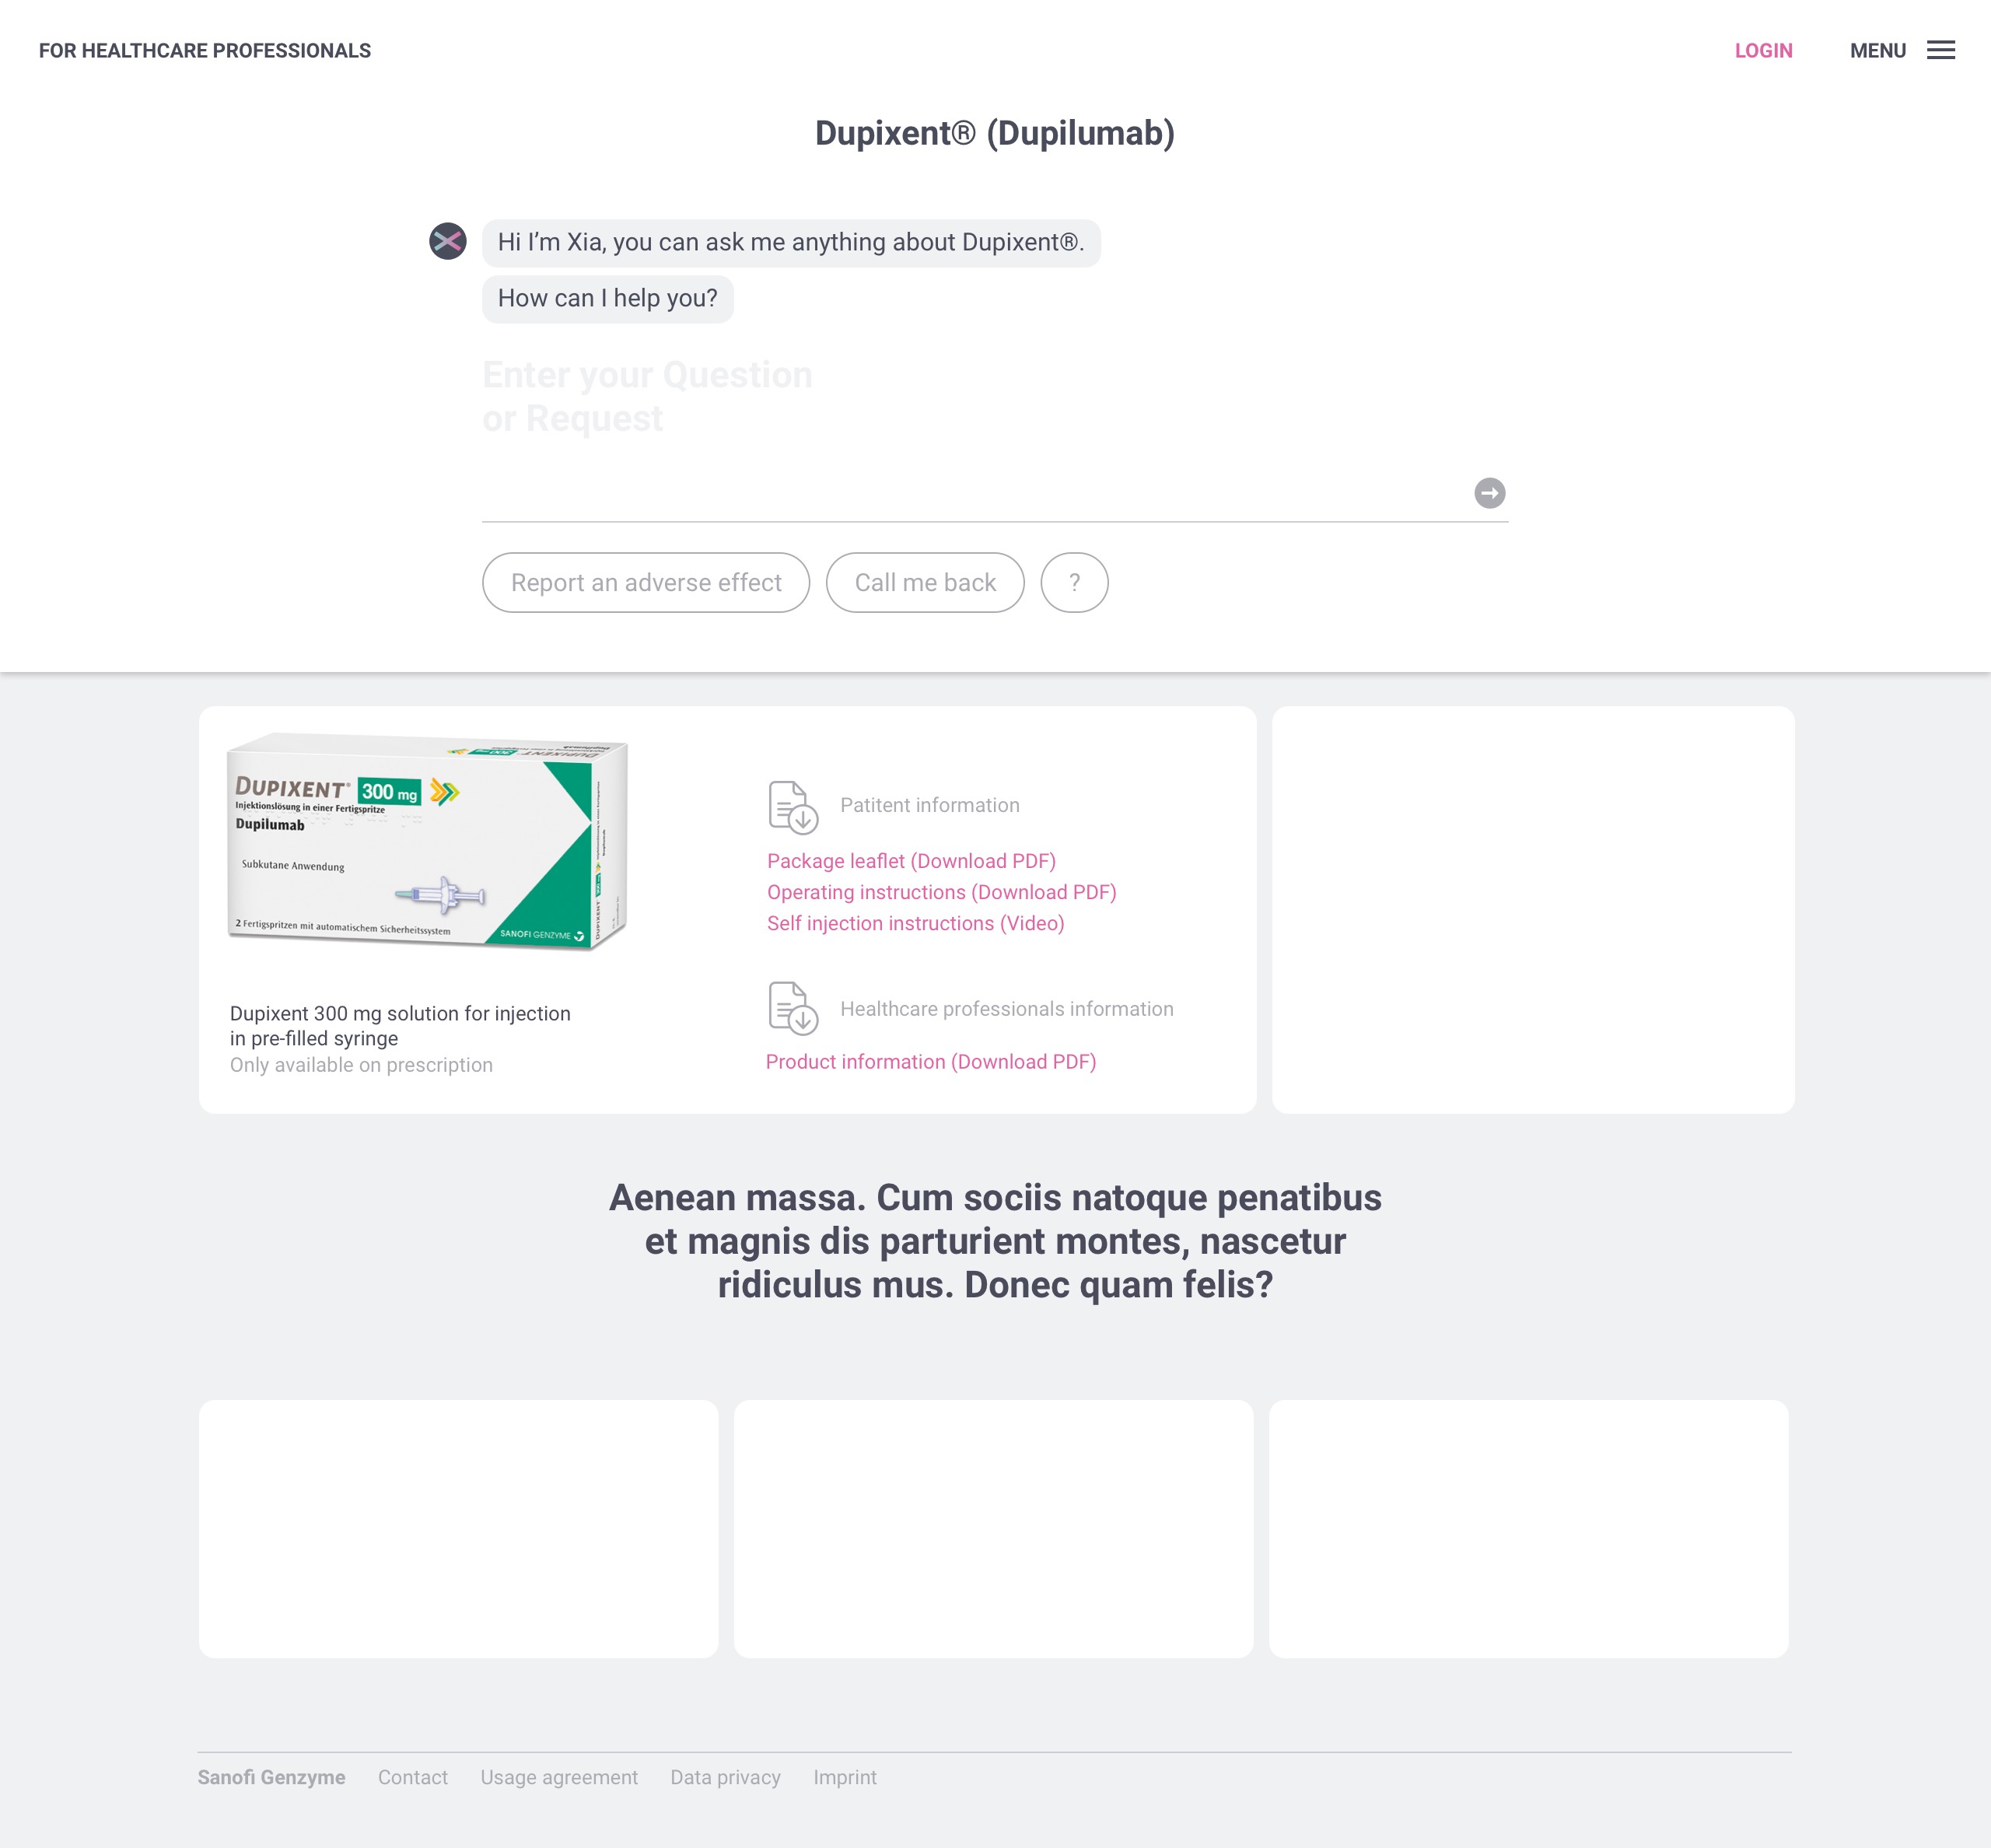 FOR HEALTHCARE PROFESSIONALS
LOGIN
MENU
Dupixent® (Dupilumab)
Hi I’m Xia, you can ask me anything about Dupixent®.
How can I help you?
Enter your Question
or Request
Report an adverse effect
Call me back
?
DUPIXENT® 300 mg
Injektionslösung in einer Fertigspritze
Dupilumab
Subkutane Anwendung
2 Fertigspritzen mit automatischem Sicherheitssystem
SANOFI GENZYME
Dupixent 300 mg solution for injection
in pre-filled syringe
Only available on prescription
Patitent information
Package leaflet (Download PDF)
Operating instructions (Download PDF)
Self injection instructions (Video)
Healthcare professionals information
Product information (Download PDF)
Aenean massa. Cum sociis natoque penatibus
et magnis dis parturient montes, nascetur
ridiculus mus. Donec quam felis?
Sanofi Genzyme
Contact
Usage agreement
Data privacy
Imprint